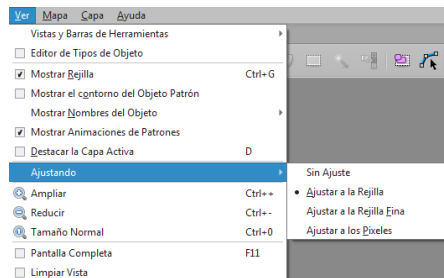 Ver Mapa Capa Ayuda
Vistas y Barras de Herramientas
Editor de Tipos de Objeto
Mostrar Rejilla Ctrl+G
Mostrar el contorno del Objeto Patrón
Mostrar Nombres del Objeto
Mostrar Animaciones de Patrones
Destacar la Capa Activa D
Ajustando
Sin Ajuste
Ajustar a la Rejilla
Ajustar a la Rejilla Fina
Ajustar a los Pixeles
Ampliar Ctrl++
Reducir Ctrl+-
Tamaño Normal Ctrl+0
Pantalla Completa F11
Limpiar Vista